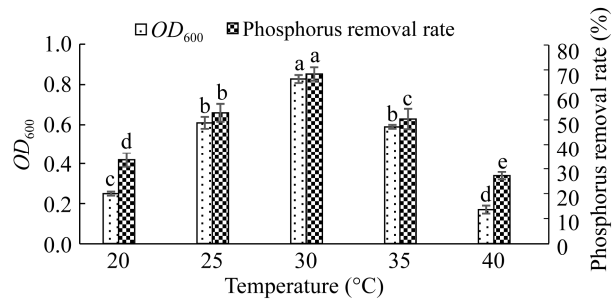 OD600 Phosphorus removal rate
1.0 80
0.8 70
0.6 60
0.4 50
0.2 40
0.0 30
20
10
0
OD600
Phosphorus removal rate (%)
c d b b a a b c d e
20 25 30 35 40
Temperature (°C)